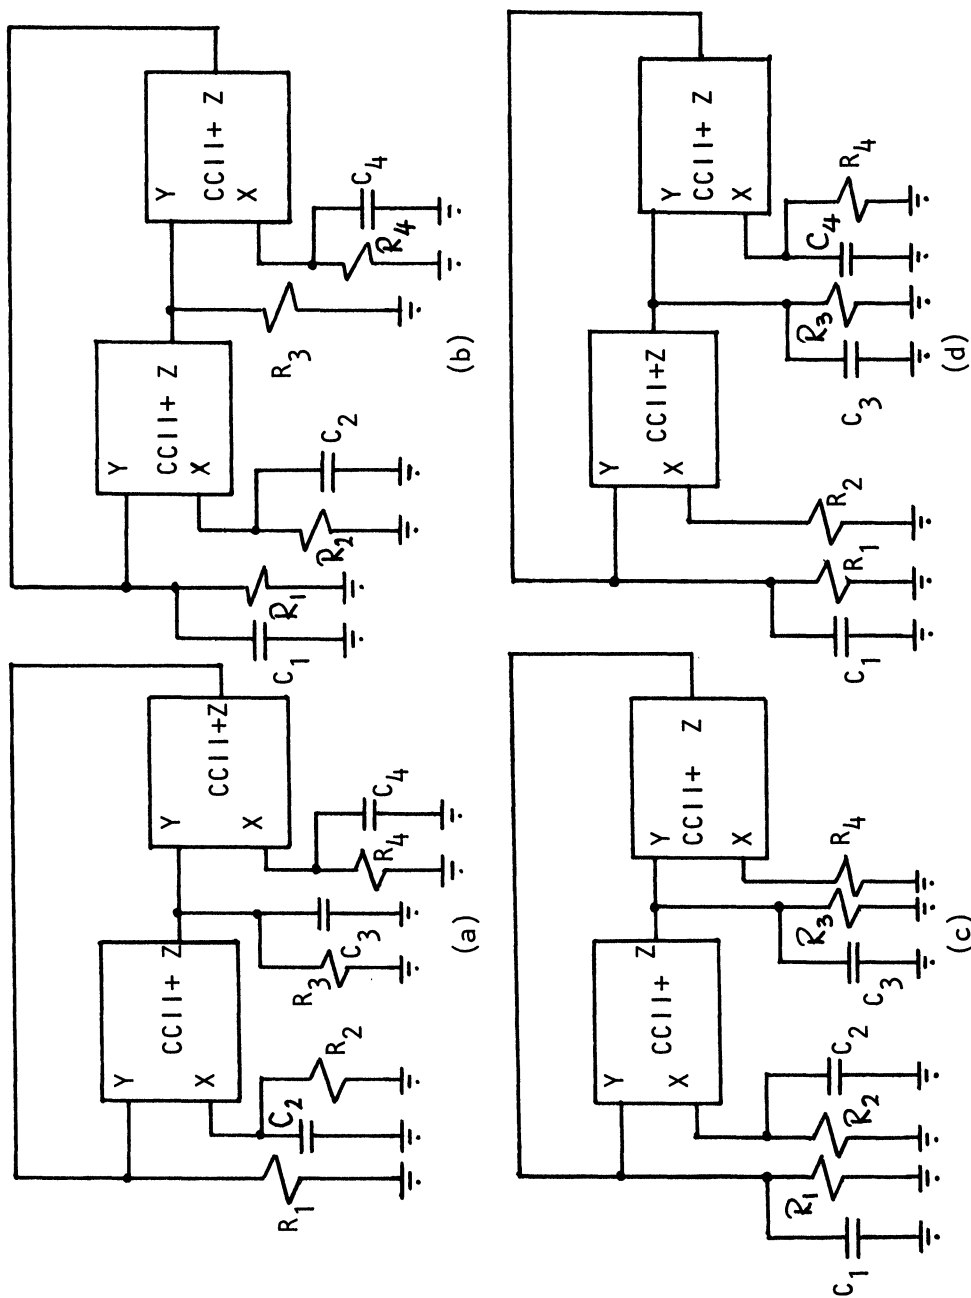 Y
CCII+
Z
X
Y
CCII+Z
X
R1
C2
R2
R3
C3
R4
C4
(a)
Y
CCII+ Z
X
Y
CCII+ Z
X
C1
R1
R2
C2
R3
R4
C4
(b)
Y
CCII+
Z
X
Y
CCII+ Z
X
C1
R1
R2
C2
C3
R3
R4
(c)
Y
CCII+Z
X
Y
CCII+ Z
X
C1
R1
R2
C3
R3
C4
R4
(d)